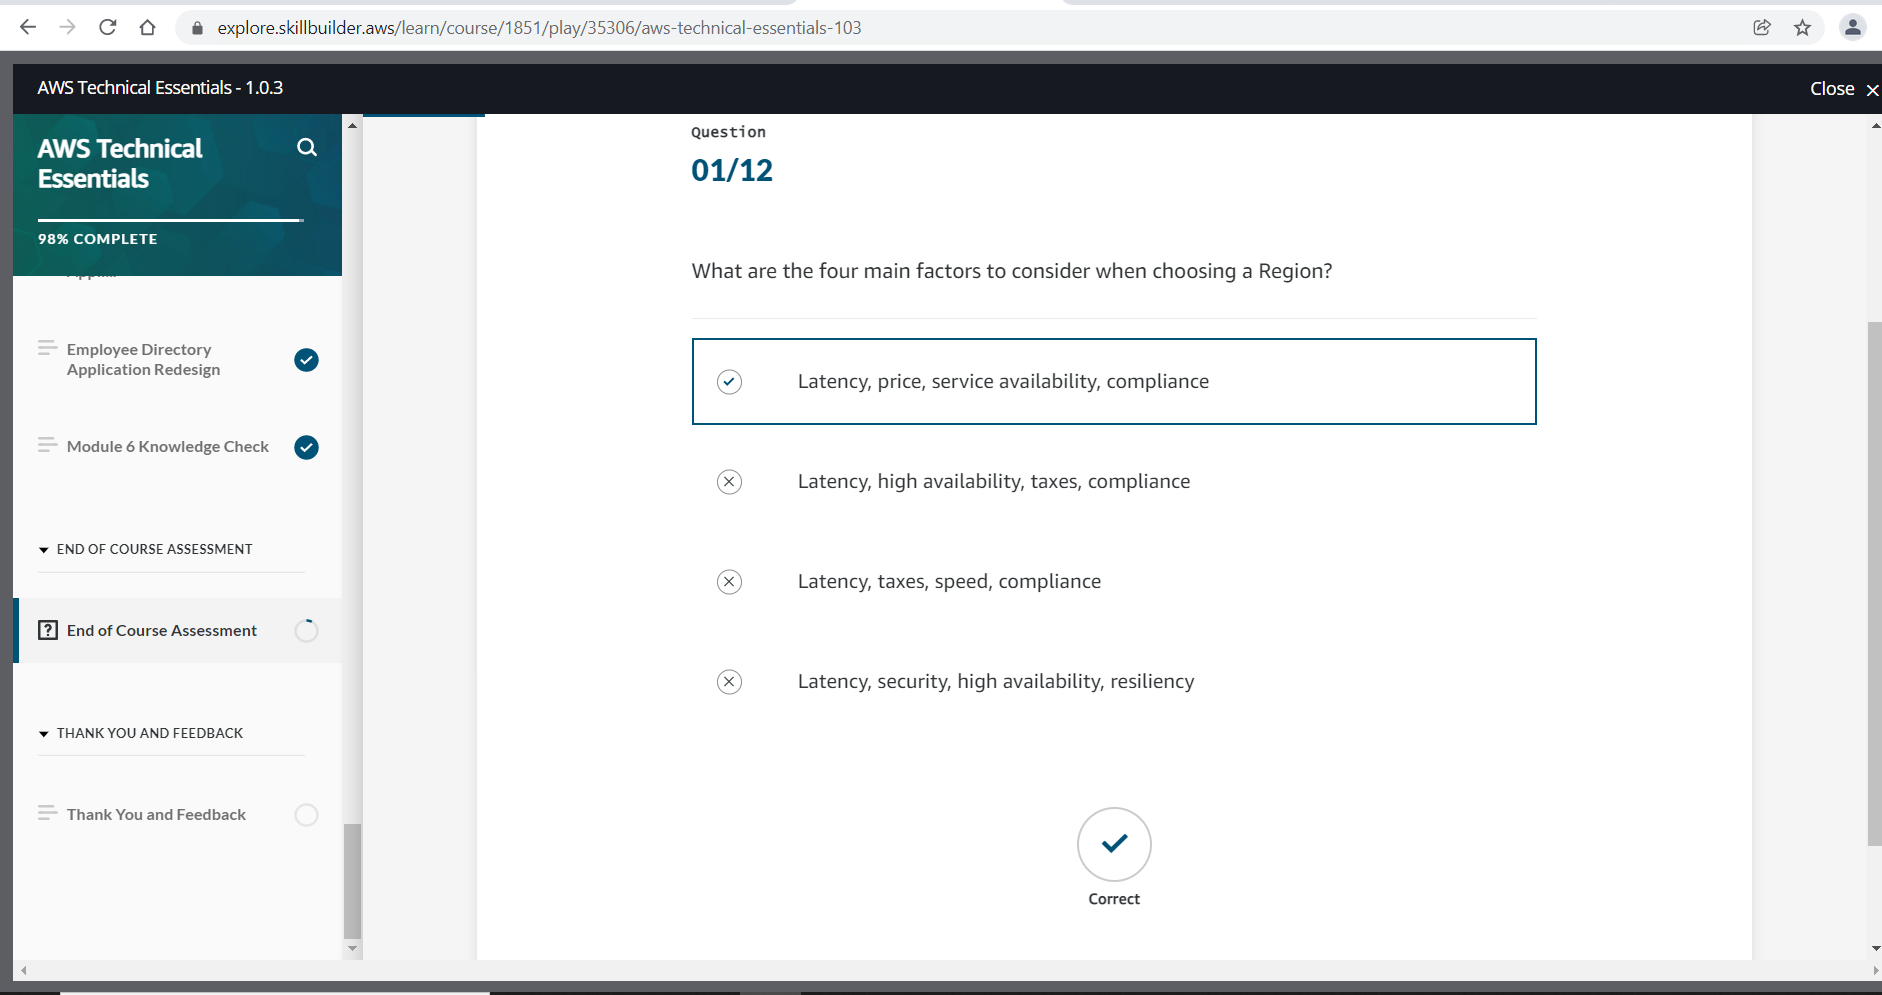 explore.skillbuilder.aws/learn/course/1851/play/35306/aws-technical-essentials-103
AWS Technical Essentials - 1.0.3
Close
AWS Technical
Essentials
98% COMPLETE
Employee Directory
Application Redesign
Module 6 Knowledge Check
END OF COURSE ASSESSMENT
End of Course Assessment
THANK YOU AND FEEDBACK
Thank You and Feedback
Question
01/12
What are the four main factors to consider when choosing a Region?
Latency, price, service availability, compliance
Latency, high availability, taxes, compliance
Latency, taxes, speed, compliance
Latency, security, high availability, resiliency
Correct